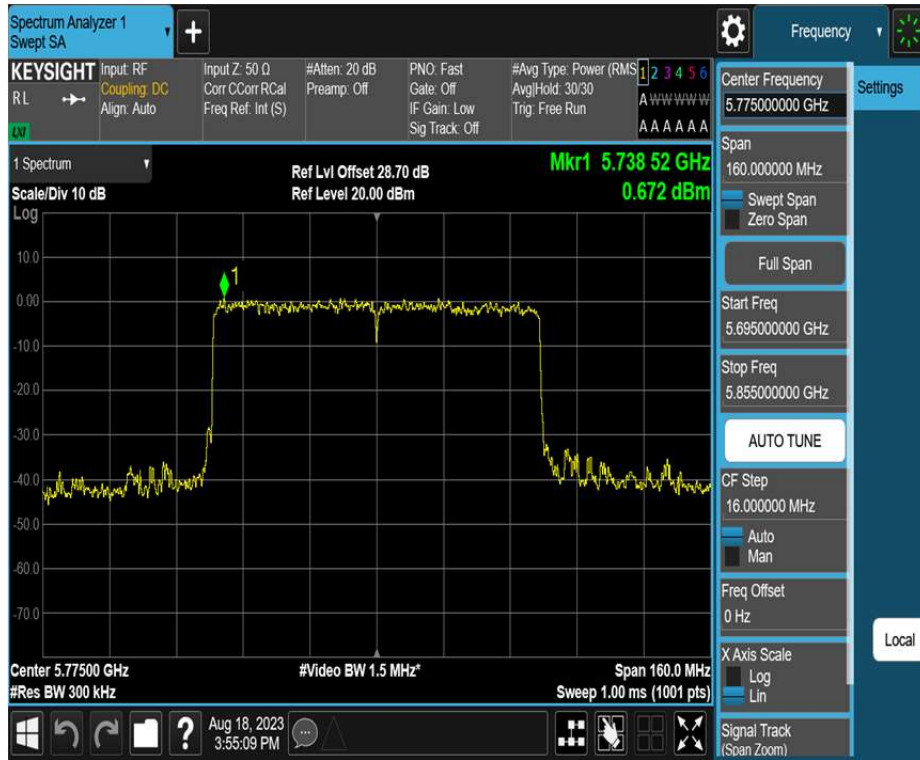 Spectrum Analyzer 1
Swept SA
+
Frequency
KEYSIGHT
RL
LXI
Input: RF
Coupling: DC
Align: Auto
Input Z: 50 Ω
Corr CCorr RCal
Freq Ref: Int (S)
#Atten: 20 dB
Preamp: Off
PNO: Fast
Gate: Off
IF Gain: Low
Sig Track: Off
#Avg Type: Power (RMS
Avg|Hold: 30/30
Trig: Free Run
1 2 3 4 5 6
A W W W W W
A A A A A A
1 Spectrum
Scale/Div 10 dB
Log
Ref Lvl Offset 28.70 dB
Ref Level 20.00 dBm
Mkr1 5.738 52 GHz
0.672 dBm
10.0
0.00
-10.0
-20.0
-30.0
-40.0
-50.0
-60.0
-70.0
1
Center 5.77500 GHz
#Res BW 300 kHz
#Video BW 1.5 MHz*
Span 160.0 MHz
Sweep 1.00 ms (1001 pts)
?
Aug 18, 2023
3:55:09 PM
Center Frequency
5.775000000 GHz
Span
160.000000 MHz
Swept Span
Zero Span
Full Span
Start Freq
5.695000000 GHz
Stop Freq
5.855000000 GHz
AUTO TUNE
CF Step
16.000000 MHz
Auto
Man
Freq Offset
0 Hz
X Axis Scale
Log
Lin
Signal Track
(Span Zoom)
Settings
Local